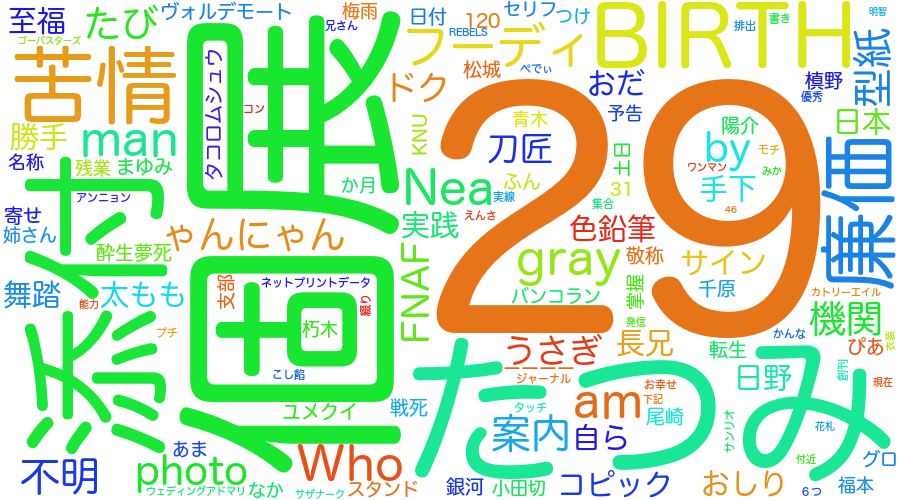 至福
たび
ヴォルデモート
梅雨
兄さん
日付
120
REBELS
セリフ
つけ
BIRTH
排出
書き
明智
ゴーバスターズ
苦情
屋
フーディ
松城
ぺでぃ
おだ
槙野
優秀
型紙
ドク
29
予告
勝手
man
タコロムシュウ
コン
KNIU
青木
刀匠
陽介
日本
名称
残業
まゆみ
土日
by
モチ
ワンマン
みか
廉価
添付
アンニョン
か月
Nea
ふん
実線
31
手下
集合
46
寄せ
姉さん
酔生夢死
ゃんにゃん
実践
えんさ
色鉛筆
敬称
サイン
固
支部
ネットプリントデータ
綴り
FNAF
gray
掌握
千原
カトリーエイル
舞踏
太もも
能力
バンコラン
機関
プチ
朽木
発信
かんな
衣装
こし餡
うさぎ
長兄
転生
ぴあ
たつみ
ーーーー
ジャーナル
お幸せ
日野
創刊
現在
ユメクイ
戦死
タッチ
am
下記
尾崎
サンリオ
花札
案内
自ら
不明
あま
photo
Who
付近
グロ
ウェディングアドマリ
なか
サザナーク
スタンド
銀河
小田切
コピック
おしり
6つ
福本